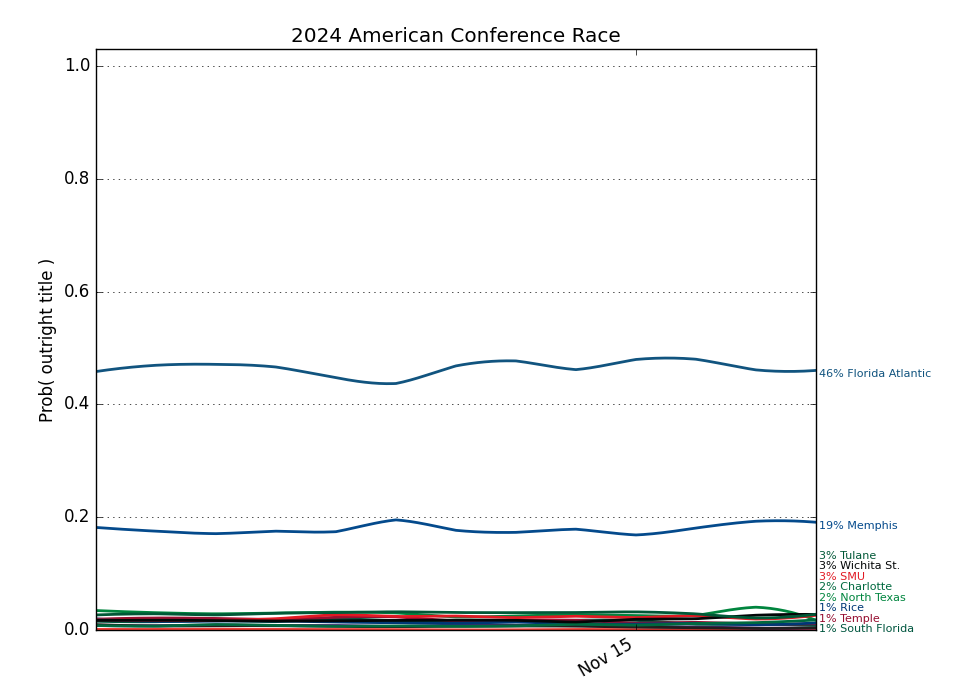 2024 American Conference Race
Prob( outright title )
1.0
0.8
0.6
0.4
0.2
0.0
46% Florida Atlantic
19% Memphis
3% Tulane
3% Wichita St.
3% SMU
2% Charlotte
2% North Texas
1% Rice
1% Temple
1% South Florida
Nov 15